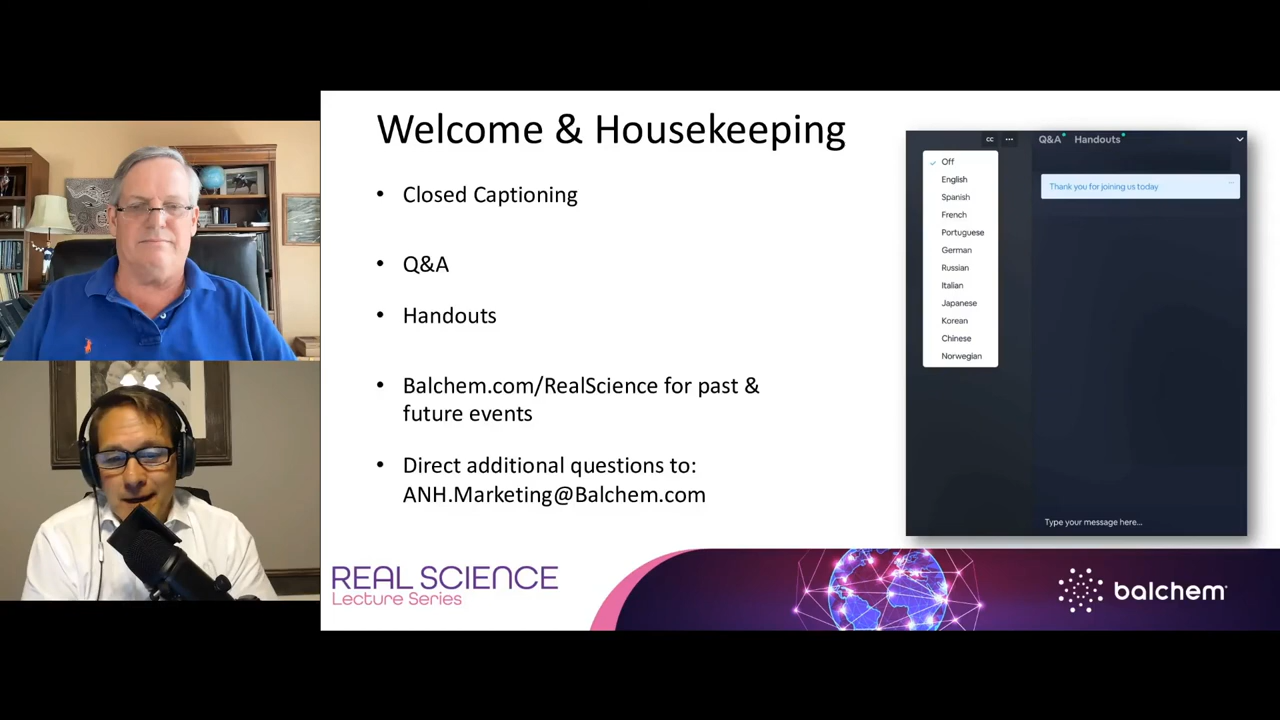 Welcome & Housekeeping
• Closed Captioning
• Q&A
• Handouts
• Balchem.com/RealScience for past &
future events
• Direct additional questions to:
ANH.Marketing@Balchem.com
CC
Q&A
Handouts
Off
English
Spanish
French
Portuguese
German
Russian
Italian
Japanese
Korean
Chinese
Norwegian
Thank you for joining us today
Type your message here...
REAL SCIENCE
Lecture Series
balchem